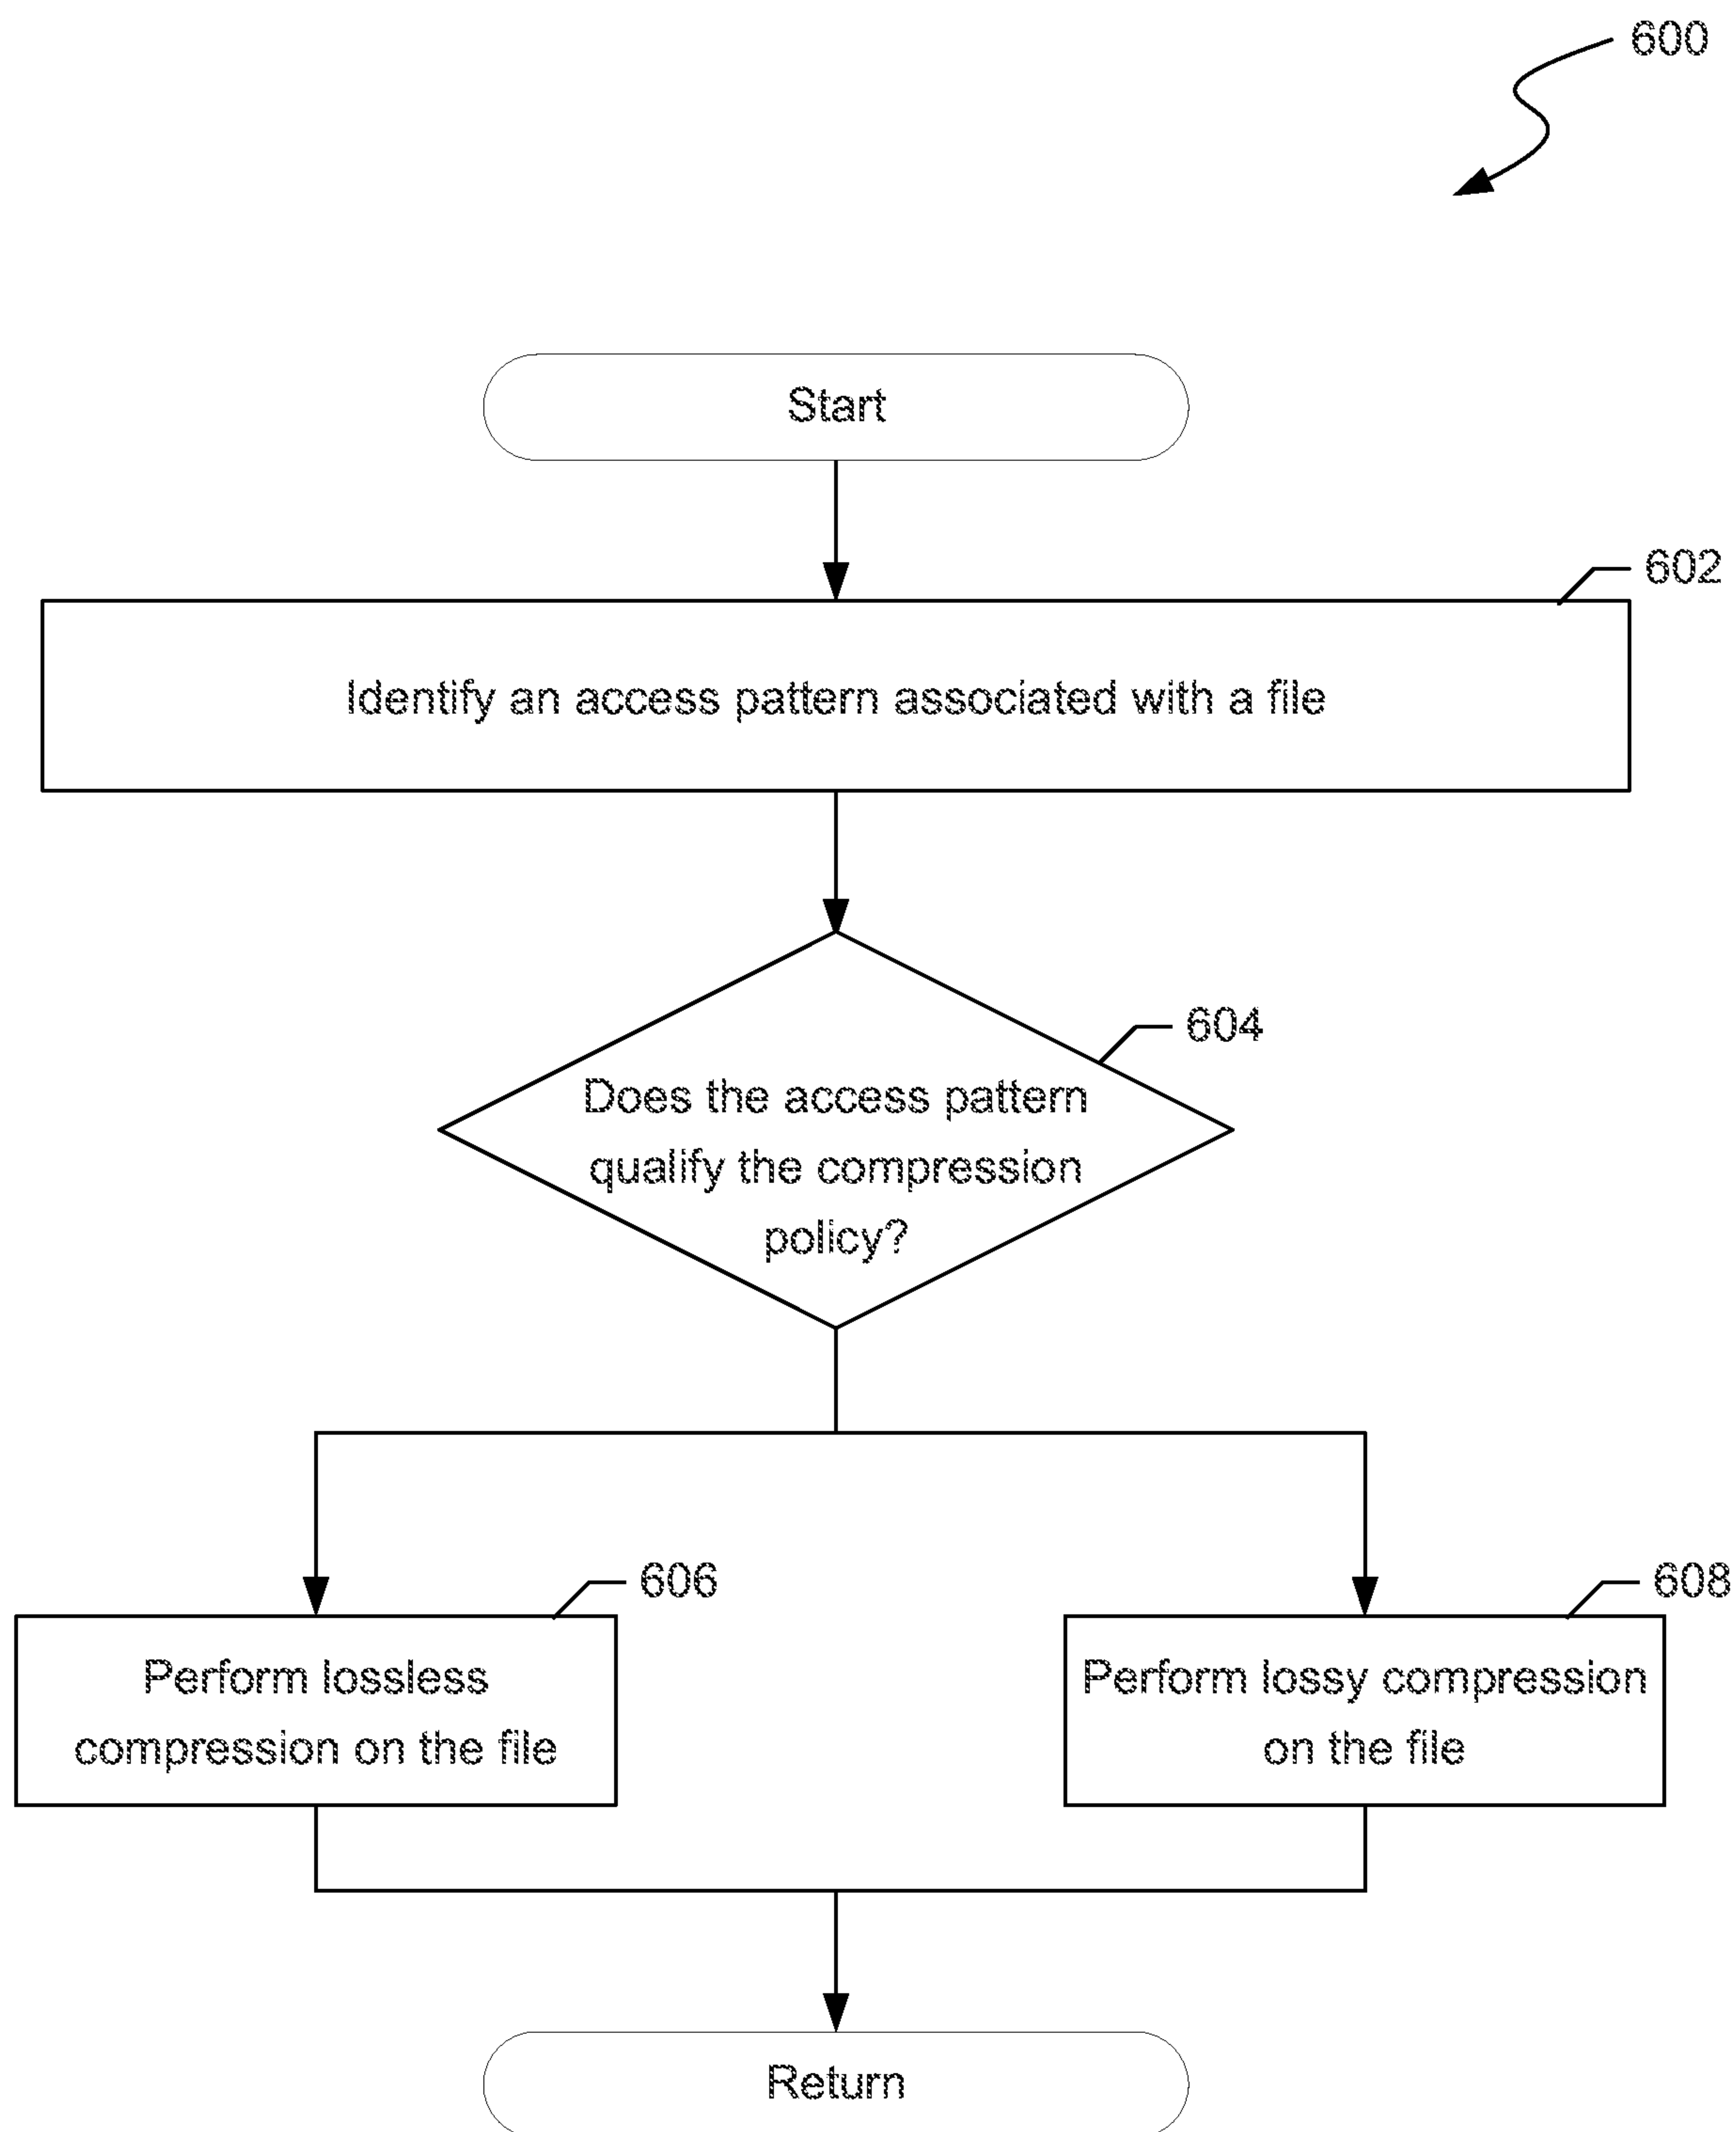 600
Start
602
Identify an access pattern associated with a file
604
Does the access pattern
qualify the compression
policy?
606
Perform lossless
compression on the file
608
Perform lossy compression
on the file
Return